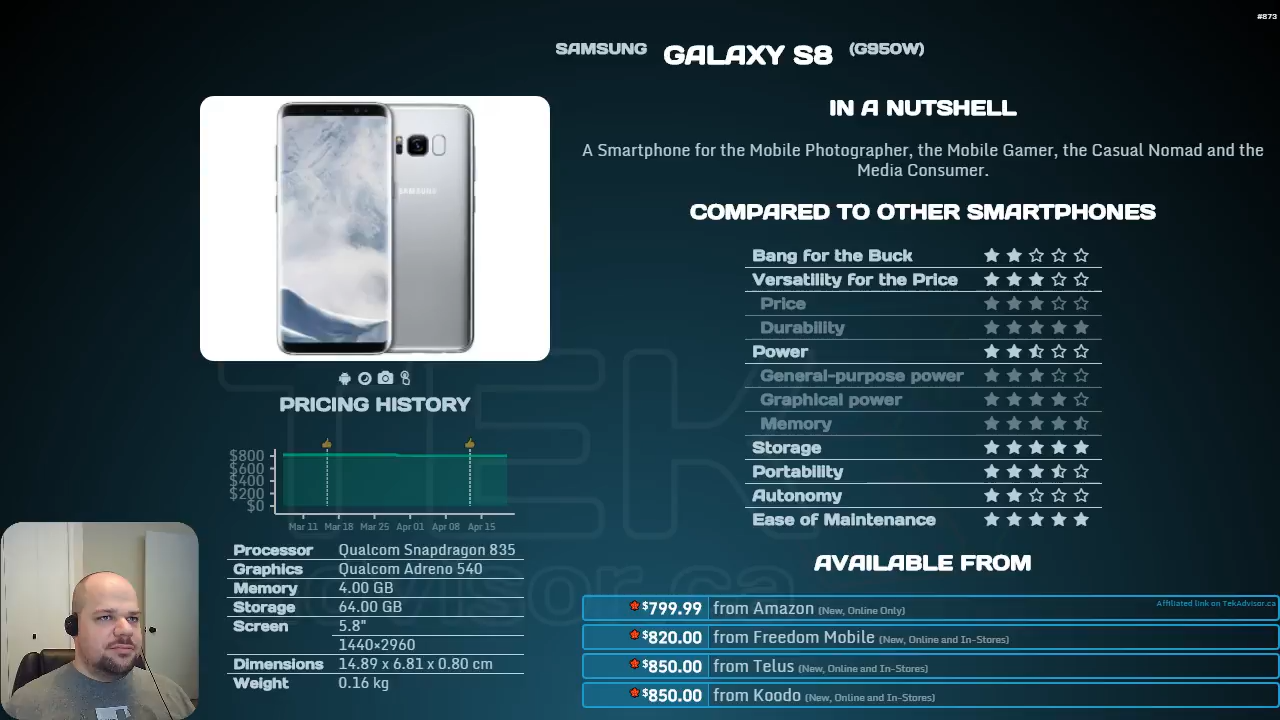 #873
SAMSUNG GALAXY S8 (G950W)
SAMSUNG
IN A NUTSHELL
A Smartphone for the Mobile Photographer, the Mobile Gamer, the Casual Nomad and the
Media Consumer.
COMPARED TO OTHER SMARTPHONES
Bang for the Buck
Versatility for the Price
Price
Durability
Power
General-purpose power
Graphical power
Memory
Storage
Portability
Autonomy
Ease of Maintenance
PRICING HISTORY
$800
$600
$400
$200
$0
Mar 11 Mar 18 Mar 25 Apr 01 Apr 08 Apr 15
Processor Qualcom Snapdragon 835
Graphics Qualcom Adreno 540
Memory 4.00 GB
Storage 64.00 GB
Screen 5.8"
1440×2960
Dimensions 14.89 x 6.81 x 0.80 cm
Weight 0.16 kg
AVAILABLE FROM
$799.99 from Amazon (New, Online Only) Affiliated link on TekAdvisor.ca
$820.00 from Freedom Mobile (New, Online and In-Stores)
$850.00 from Telus (New, Online and In-Stores)
$850.00 from Koodo (New, Online and In-Stores)
TEK
dvisor.ca